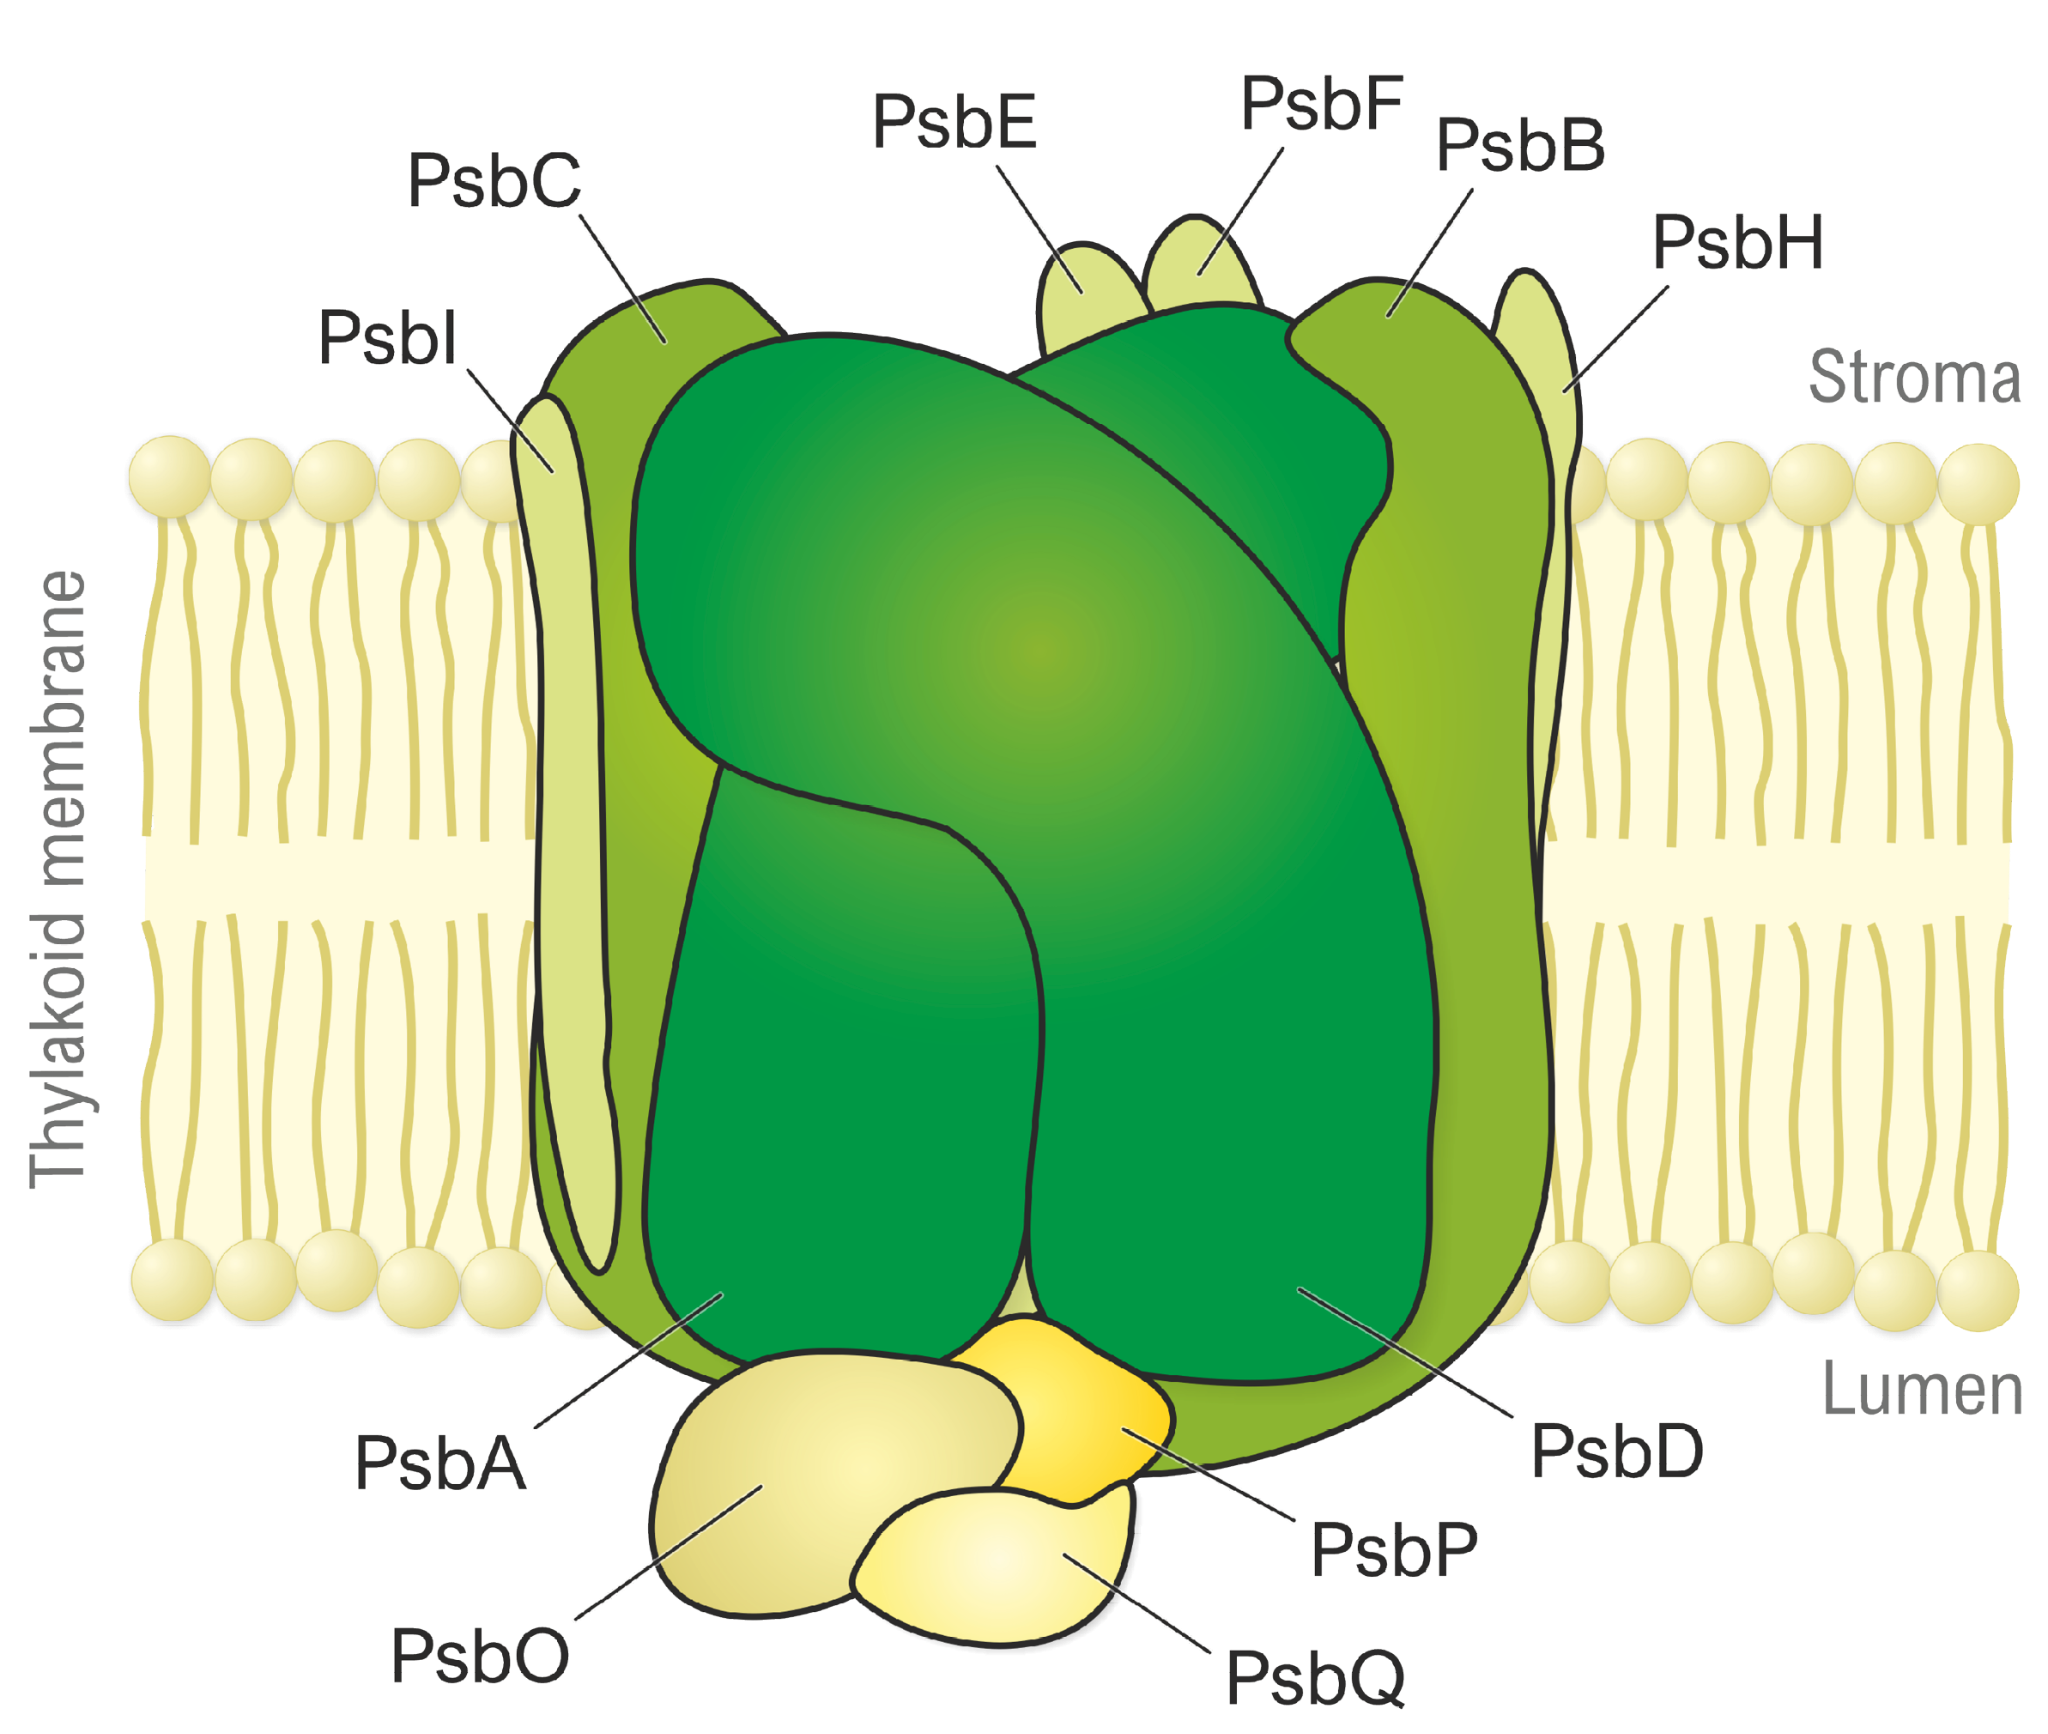 PsbF
PsbE
PsbB
PsbC
PsbH
PsbI
Stroma
Thylakoid membrane
Lumen
PsbA
PsbD
PsbP
PsbO
PsbQ